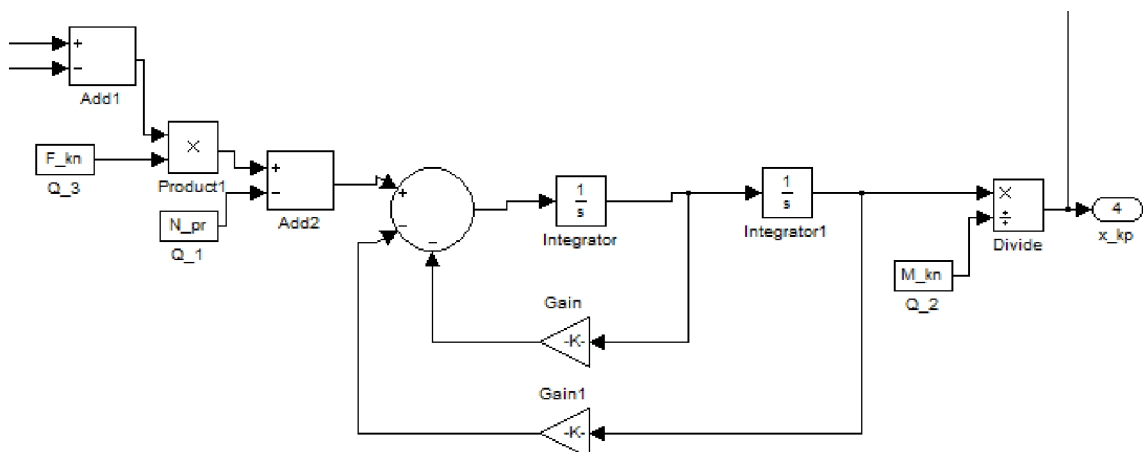 +
−
Add1
F_kn
Q_3
×
Product1
N_pr
Q_1
+
−
Add2
+
−
−
1
s
Integrator
1
s
Integrator1
×
÷
Divide
4
x_kp
M_kn
Q_2
Gain
-K-
Gain1
-K-